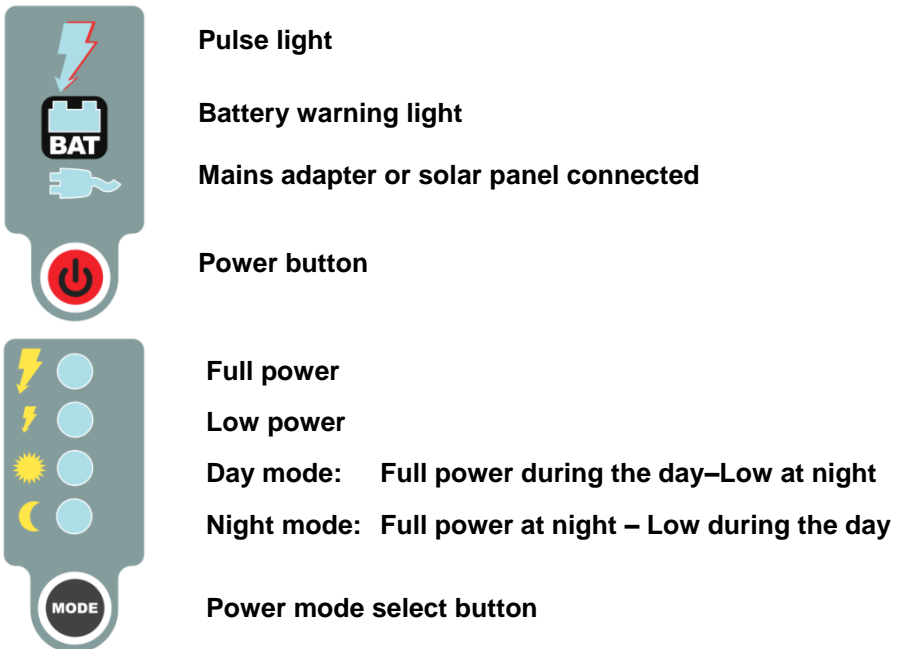 Pulse light
Battery warning light
BAT
Mains adapter or solar panel connected
Power button
Full power
Low power
Day mode: Full power during the day–Low at night
Night mode: Full power at night – Low during the day
MODE
Power mode select button